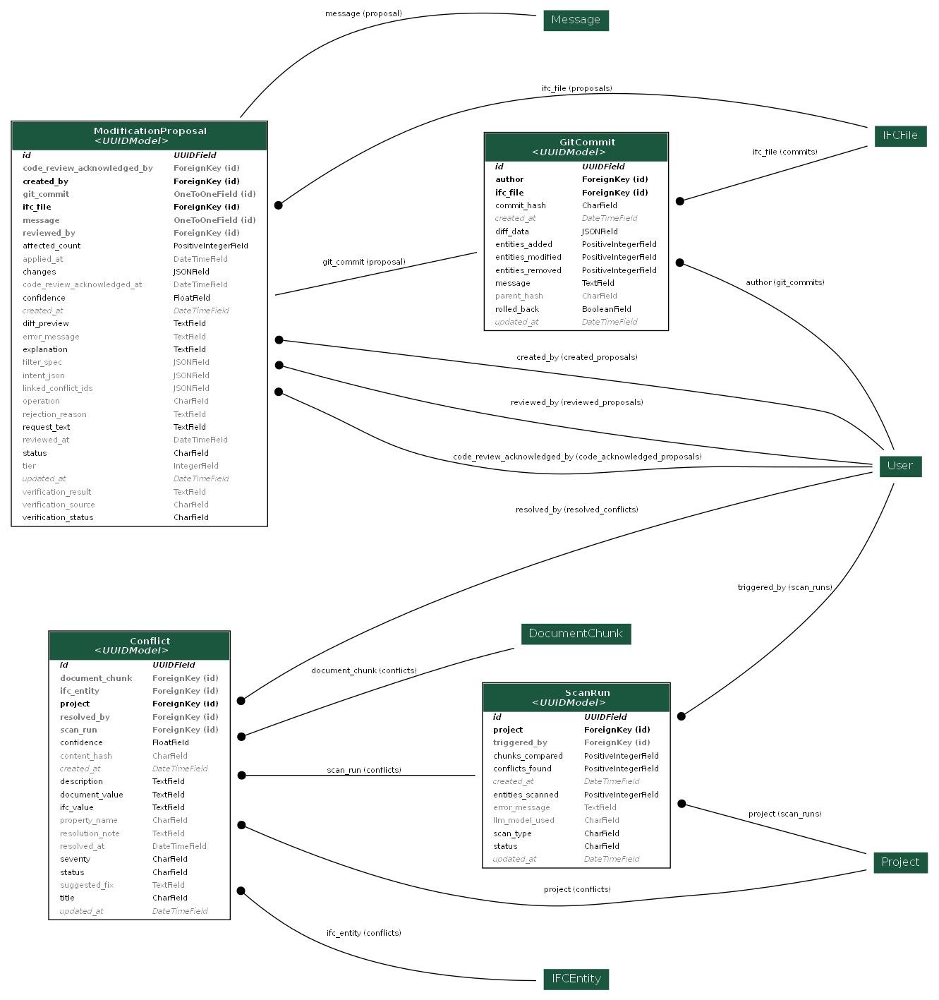 message (proposal)
Message
ifc_file (proposals)
IFCFile
ifc_file (commits)
ModificationProposal
<UUIDModel>
id UUIDField
code_review_acknowledged_by ForeignKey (id)
created_by ForeignKey (id)
git_commit OneToOneField (id)
ifc_file ForeignKey (id)
message OneToOneField (id)
reviewed_by ForeignKey (id)
affected_count PositiveIntegerField
applied_at DateTimeField
changes JSONField
code_review_acknowledged_at DateTimeField
confidence FloatField
created_at DateTimeField
diff_preview TextField
error_message TextField
explanation TextField
filter_spec JSONField
intent_json JSONField
linked_conflict_ids JSONField
operation CharField
rejection_reason TextField
request_text TextField
reviewed_at DateTimeField
status CharField
tier IntegerField
updated_at DateTimeField
verification_result TextField
verification_source CharField
verification_status CharField
GitCommit
<UUIDModel>
id UUIDField
author ForeignKey (id)
ifc_file ForeignKey (id)
commit_hash CharField
created_at DateTimeField
diff_data JSONField
entities_added PositiveIntegerField
entities_modified PositiveIntegerField
entities_removed PositiveIntegerField
message TextField
parent_hash CharField
rolled_back BooleanField
updated_at DateTimeField
git_commit (proposal)
author (git_commits)
created_by (created_proposals)
reviewed_by (reviewed_proposals)
code_review_acknowledged_by (code_acknowledged_proposals)
User
resolved_by (resolved_conflicts)
triggered_by (scan_runs)
DocumentChunk
document_chunk (conflicts)
Conflict
<UUIDModel>
id UUIDField
document_chunk ForeignKey (id)
ifc_entity ForeignKey (id)
project ForeignKey (id)
resolved_by ForeignKey (id)
scan_run ForeignKey (id)
confidence FloatField
content_hash CharField
created_at DateTimeField
description TextField
document_value TextField
ifc_value TextField
property_name CharField
resolution_note TextField
resolved_at DateTimeField
severity CharField
status CharField
suggested_fix TextField
title CharField
updated_at DateTimeField
ScanRun
<UUIDModel>
id UUIDField
project ForeignKey (id)
triggered_by ForeignKey (id)
chunks_compared PositiveIntegerField
conflicts_found PositiveIntegerField
created_at DateTimeField
entities_scanned PositiveIntegerField
error_message TextField
llm_model_used CharField
scan_type CharField
status CharField
updated_at DateTimeField
scan_run (conflicts)
project (scan_runs)
Project
project (conflicts)
ifc_entity (conflicts)
IFCEntity